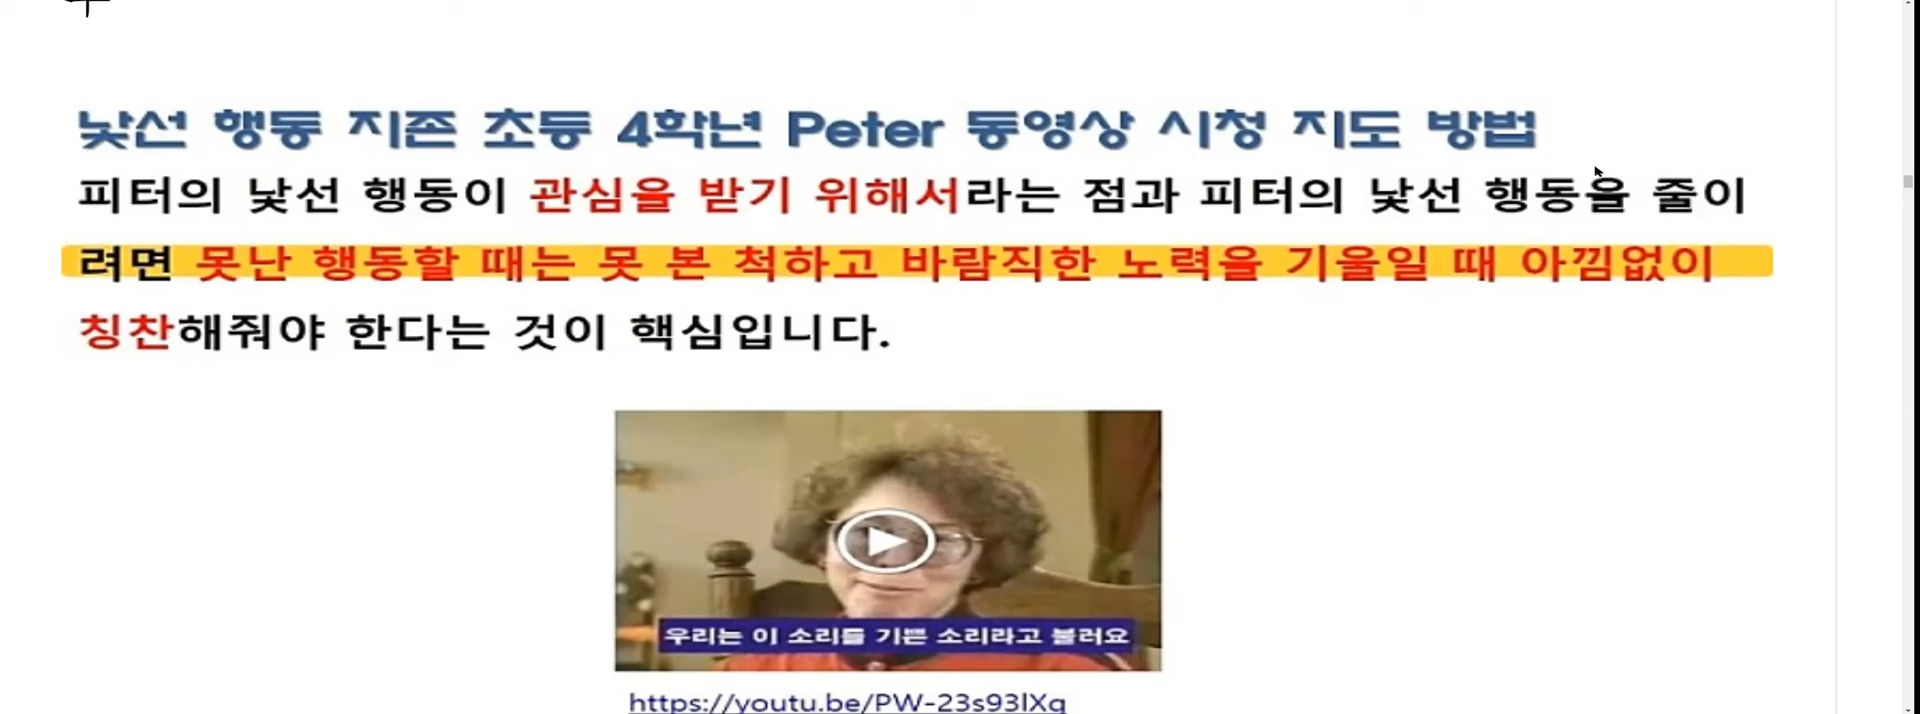 낯선 행동 지존 초등 4학년 Peter 동영상 시청 지도 방법
피터의 낯선 행동이 관심을 받기 위해서라는 점과 피터의 낯선 행동을 줄이
려면 못난 행동할 때는 못 본 척하고 바람직한 노력을 기울일 때 아낌없이
칭찬해줘야 한다는 것이 핵심입니다.
우리는 이 소리를 기쁜 소리라고 불러요
https://youtu.be/PW-23s93lXg